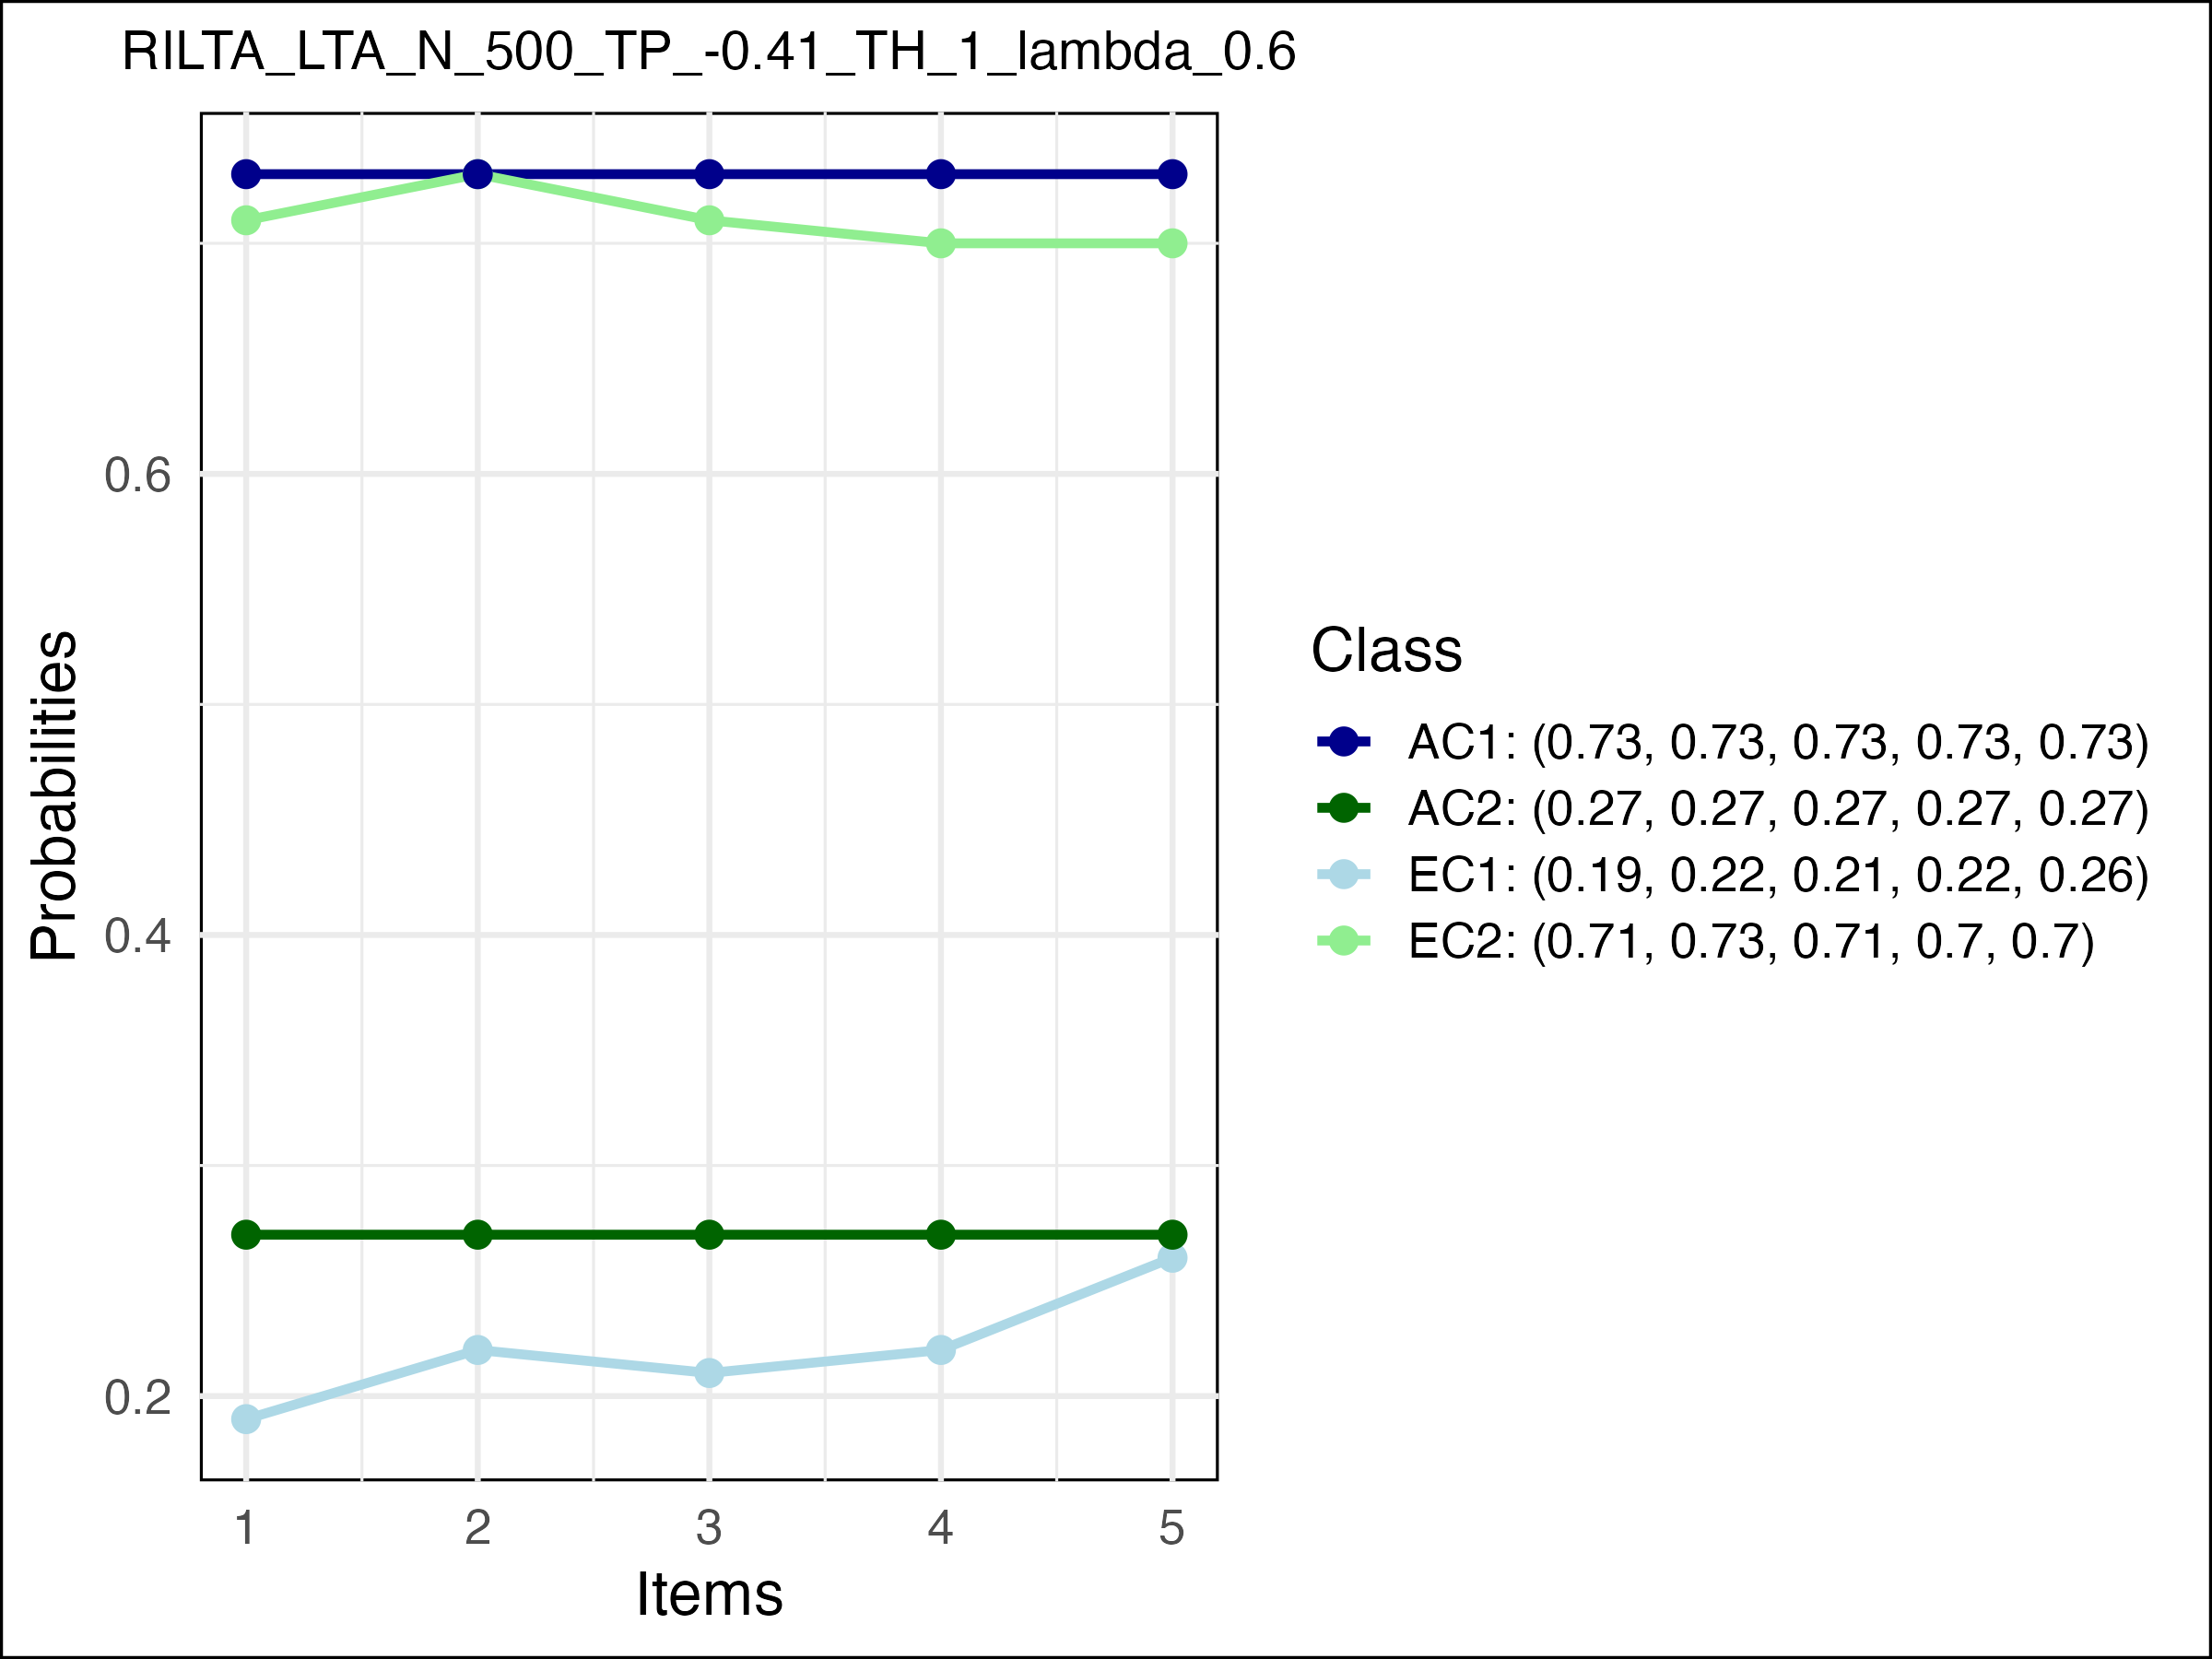 RILTA_LTA_N_500_TP_-0.41_TH_1_lambda_0.6
Probabilities
0.6
0.4
0.2
1 2 3 4 5
Items
Class
AC1: (0.73, 0.73, 0.73, 0.73, 0.73)
AC2: (0.27, 0.27, 0.27, 0.27, 0.27)
EC1: (0.19, 0.22, 0.21, 0.22, 0.26)
EC2: (0.71, 0.73, 0.71, 0.7, 0.7)